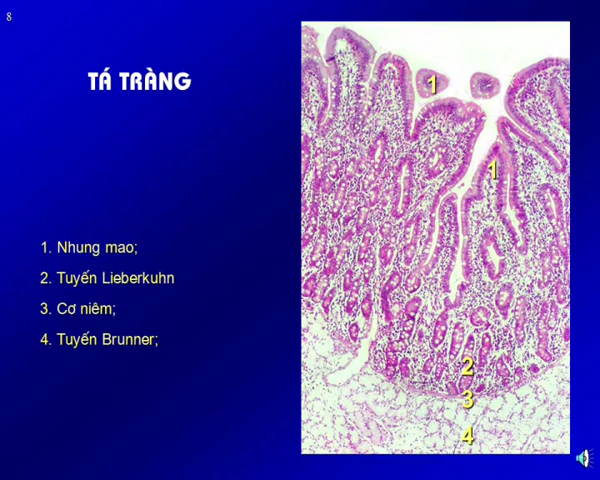 8
TÁ TRÀNG
1. Nhung mao;
2. Tuyến Lieberkuhn
3. Cơ niêm;
4. Tuyến Brunner;
1
1
2
3
4